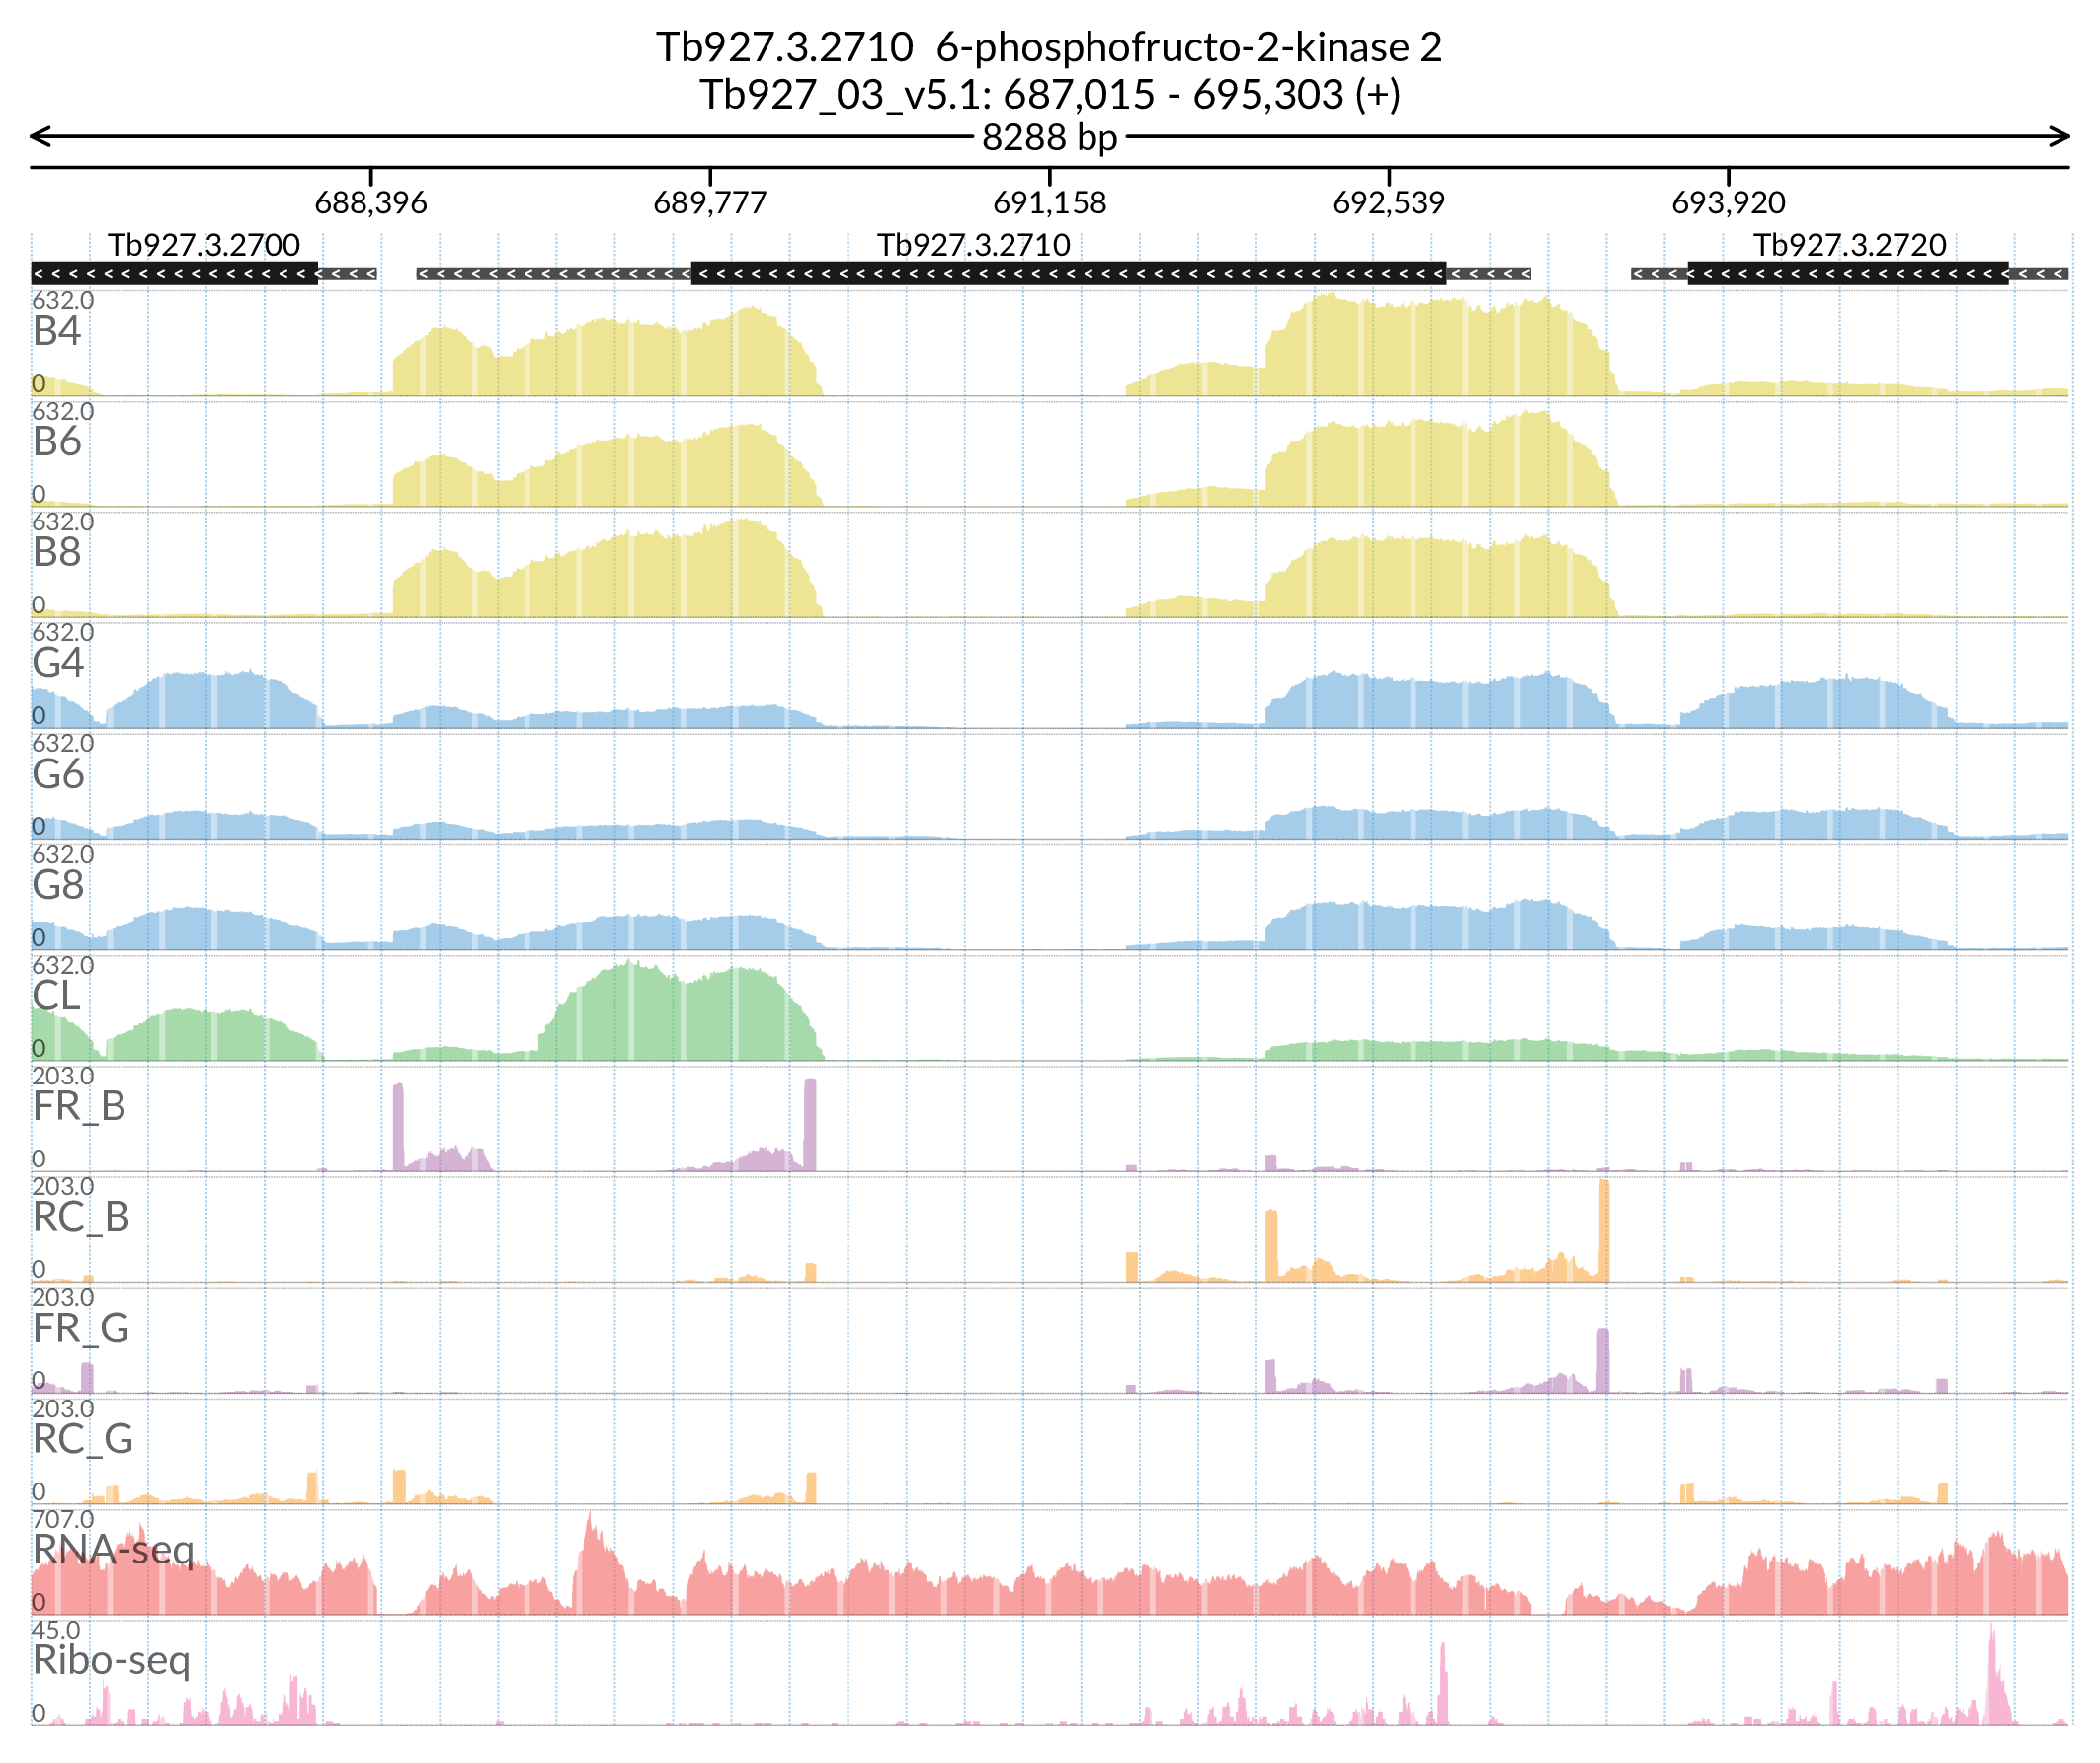 Tb927.3.2710  6-phosphofructo-2-kinase 2
Tb927_03_v5.1: 687,015 - 695,303 (+)
8288 bp
688,396 689,777 691,158 692,539 693,920
Tb927.3.2700 Tb927.3.2710 Tb927.3.2720
632.0
B4
0
632.0
B6
0
632.0
B8
0
632.0
G4
0
632.0
G6
0
632.0
G8
0
632.0
CL
0
203.0
FR_B
0
203.0
RC_B
0
203.0
FR_G
0
203.0
RC_G
0
707.0
RNA-seq
0
45.0
Ribo-seq
0